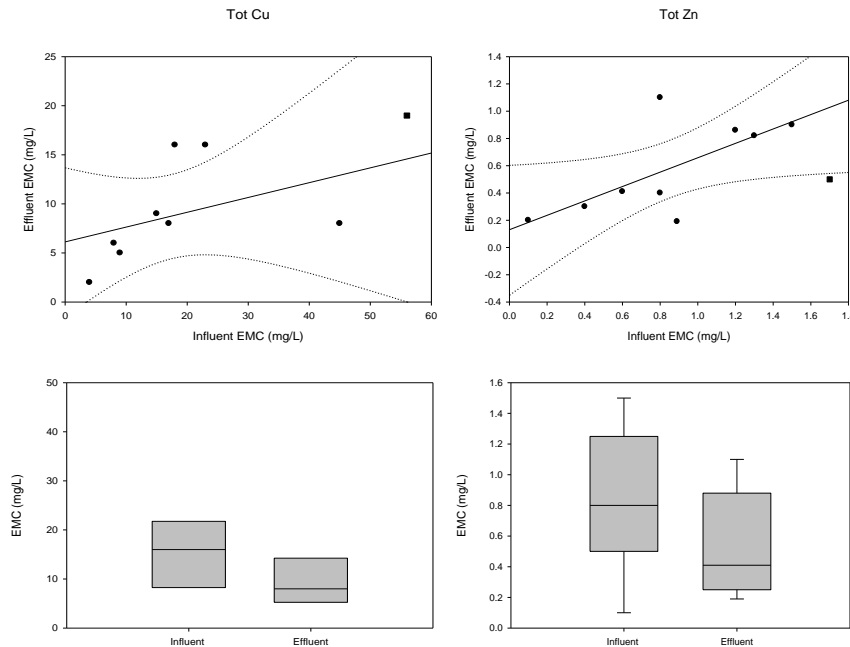 Tot Cu
Tot Zn
Effluent EMC (mg/L)
25
20
15
10
5
0
0 10 20 30 40 50 60
Influent EMC (mg/L)
Effluent EMC (mg/L)
1.4
1.2
1.0
0.8
0.6
0.4
0.2
0.0
-0.2
-0.4
0.0 0.2 0.4 0.6 0.8 1.0 1.2 1.4 1.6
Influent EMC (mg/L)
EMC (mg/L)
50
40
30
20
10
0
Influent Effluent
EMC (mg/L)
1.6
1.4
1.2
1.0
0.8
0.6
0.4
0.2
0.0
Influent Effluent